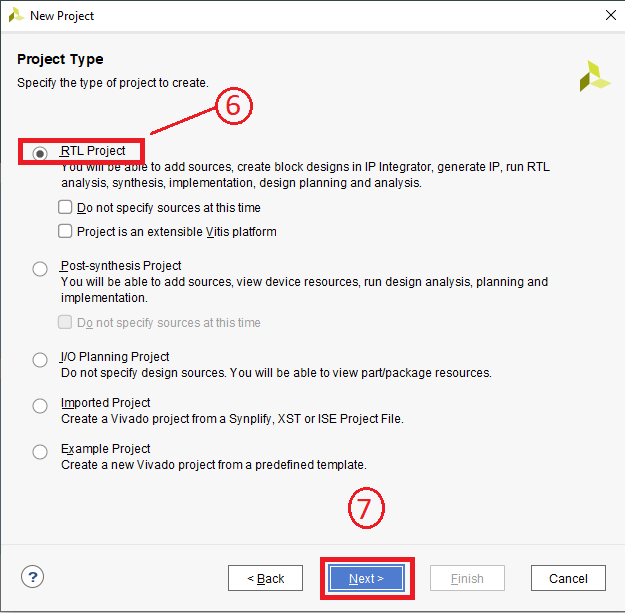 New Project
Project Type
Specify the type of project to create.
6
RTL Project
You will be able to add sources, create block designs in IP Integrator, generate IP, run RTL
analysis, synthesis, implementation, design planning and analysis.
Do not specify sources at this time
Project is an extensible Vitis platform
Post-synthesis Project
You will be able to add sources, view device resources, run design analysis, planning and
implementation.
Do not specify sources at this time
I/O Planning Project
Do not specify design sources. You will be able to view part/package resources.
Imported Project
Create a Vivado project from a Synplify, XST or ISE Project File.
Example Project
Create a new Vivado project from a predefined template.
7
? < Back Next > Finish Cancel